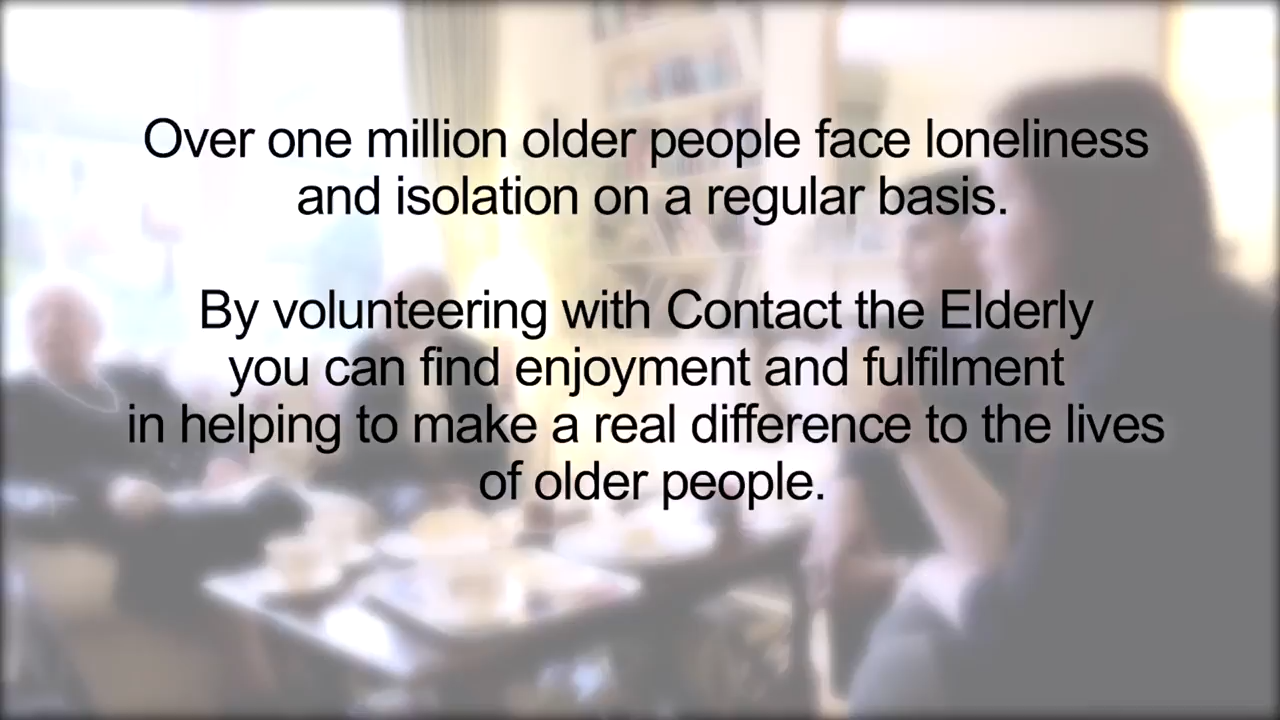 Over one million older people face loneliness
and isolation on a regular basis.
By volunteering with Contact the Elderly
you can find enjoyment and fulfilment
in helping to make a real difference to the lives
of older people.